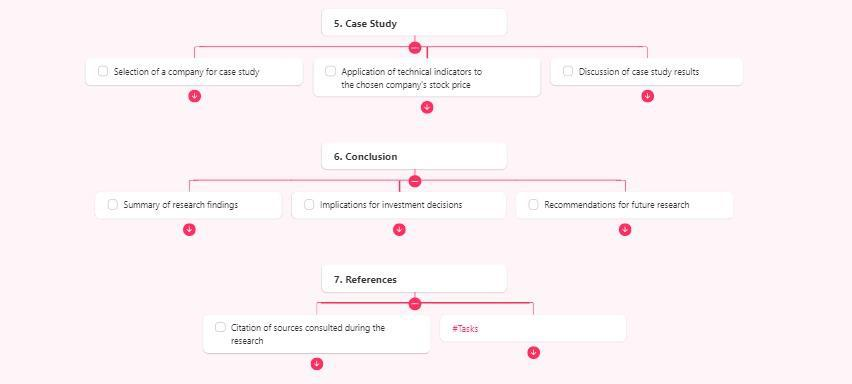 5. Case Study
Selection of a company for case study
Application of technical indicators to
the chosen company's stock price
Discussion of case study results
6. Conclusion
Summary of research findings
Implications for investment decisions
Recommendations for future research
7. References
Citation of sources consulted during the
research
#Tasks